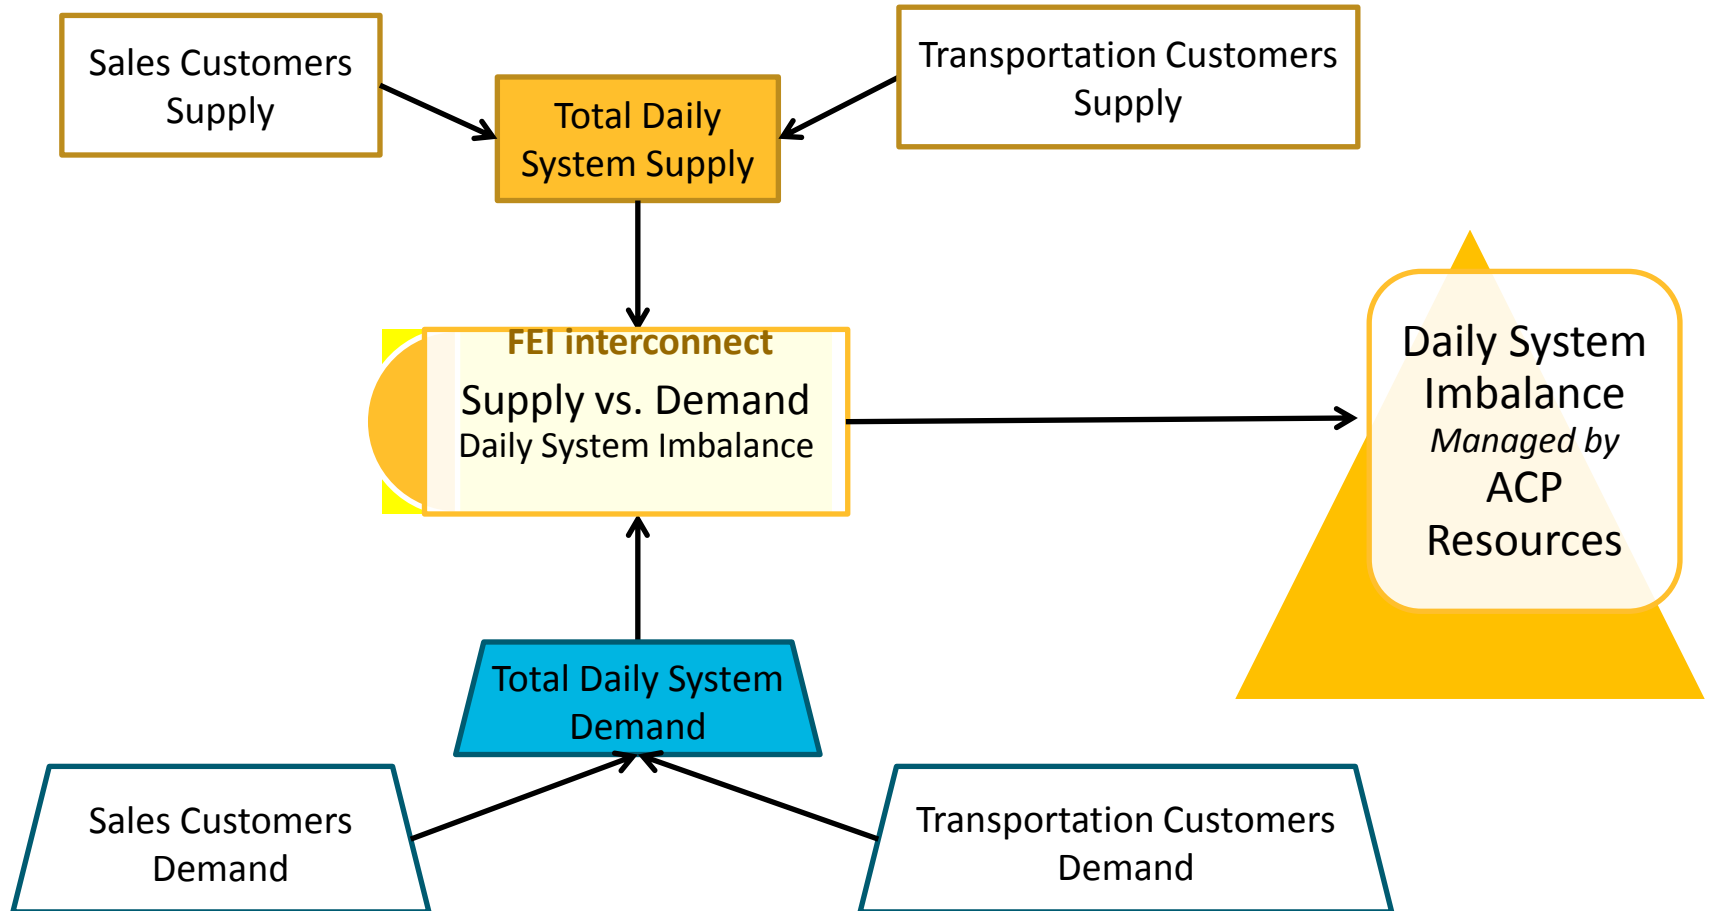 Sales Customers
Supply
Transportation Customers
Supply
Total Daily
System Supply
FEI interconnect
Supply vs. Demand
Daily System Imbalance
Daily System
Imbalance
Managed by
ACP
Resources
Total Daily System
Demand
Sales Customers
Demand
Transportation Customers
Demand